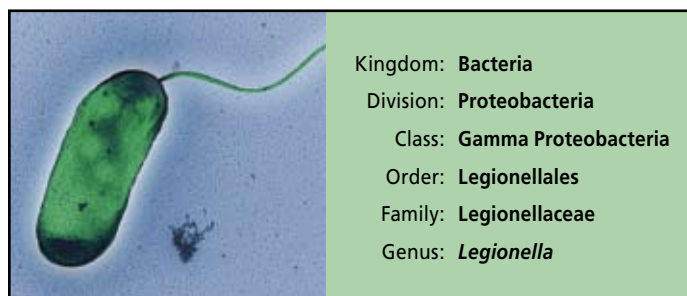 Kingdom: Bacteria
Division: Proteobacteria
Class: Gamma Proteobacteria
Order: Legionellales
Family: Legionellaceae
Genus: Legionella